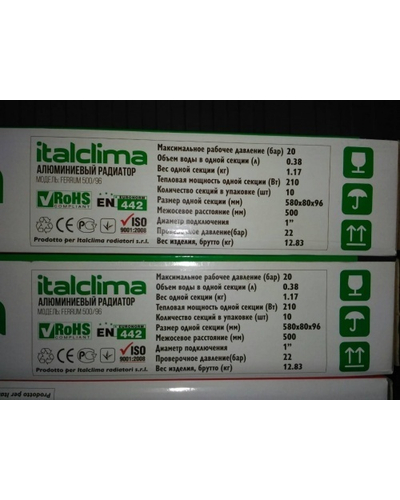 italclima
АЛЮМИНИЕВЫЙ РАДИАТОР
МОДЕЛЬ: FERRUM 500/96
RoHS
COMPLIANT
EN
442
ISO
9001:2008
Prodotto per Italclima radiatori s.r.l.
Максимальное рабочее давление (бар) 20
Объем воды в одной секции (л) 0.38
Вес одной секции (кг) 1.17
Тепловая мощность одной секции (Вт) 210
Количество секций в упаковке (шт) 10
Размер одной секции (мм) 580x80x96
Межосевое расстояние (мм) 500
Диаметр подключения 1"
Проверочное давление (бар) 22
Вес изделия, брутто (кг) 12.83
italclima
АЛЮМИНИЕВЫЙ РАДИАТОР
МОДЕЛЬ: FERRUM 500/96
RoHS
COMPLIANT
CE
EN
442
ISO
9001:2008
Prodotto per Italclima radiatori s.r.l.
Максимальное рабочее давление (бар) 20
Объем воды в одной секции (л) 0.38
Вес одной секции (кг) 1.17
Тепловая мощность одной секции (Вт) 210
Количество секций в упаковке (шт) 10
Размер одной секции (мм) 580x80x96
Межосевое расстояние (мм) 500
Диаметр подключения 1"
Проверочное давление (бар) 22
Вес изделия, брутто (кг) 12.83
a
a
Prodotto per Ita